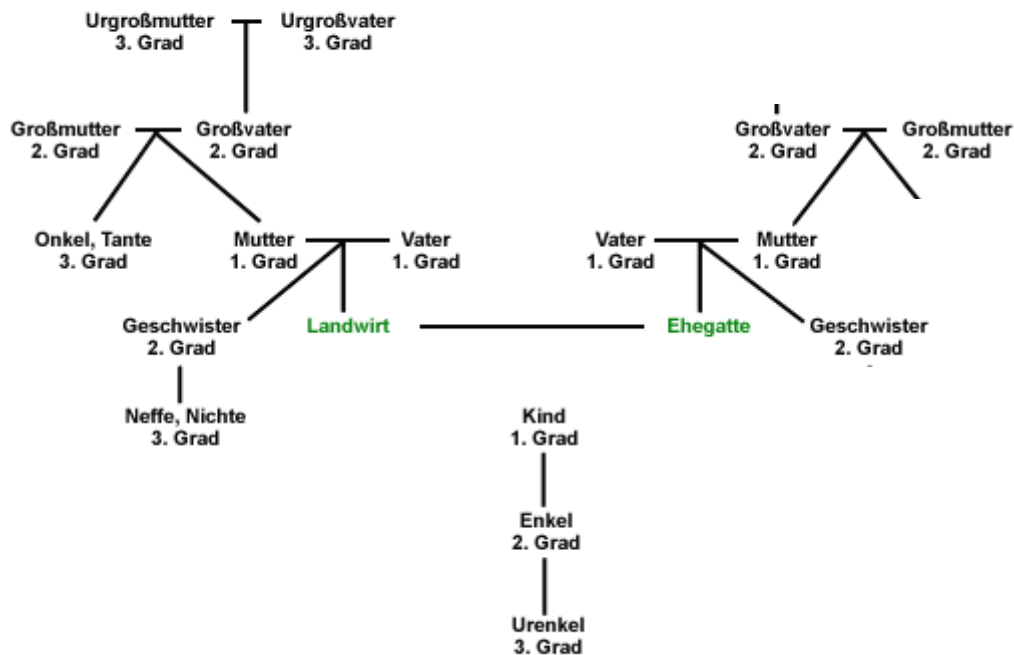 Urgroßmutter Urgroßvater
3. Grad 3. Grad
Großmutter Großvater Großvater Großmutter
2. Grad 2. Grad 2. Grad 2. Grad
Onkel, Tante Mutter Vater Vater Mutter
3. Grad 1. Grad 1. Grad 1. Grad 1. Grad
Geschwister Landwirt Ehegatte Geschwister
2. Grad 2. Grad
Neffe, Nichte Kind
3. Grad 1. Grad
Enkel
2. Grad
Urenkel
3. Grad